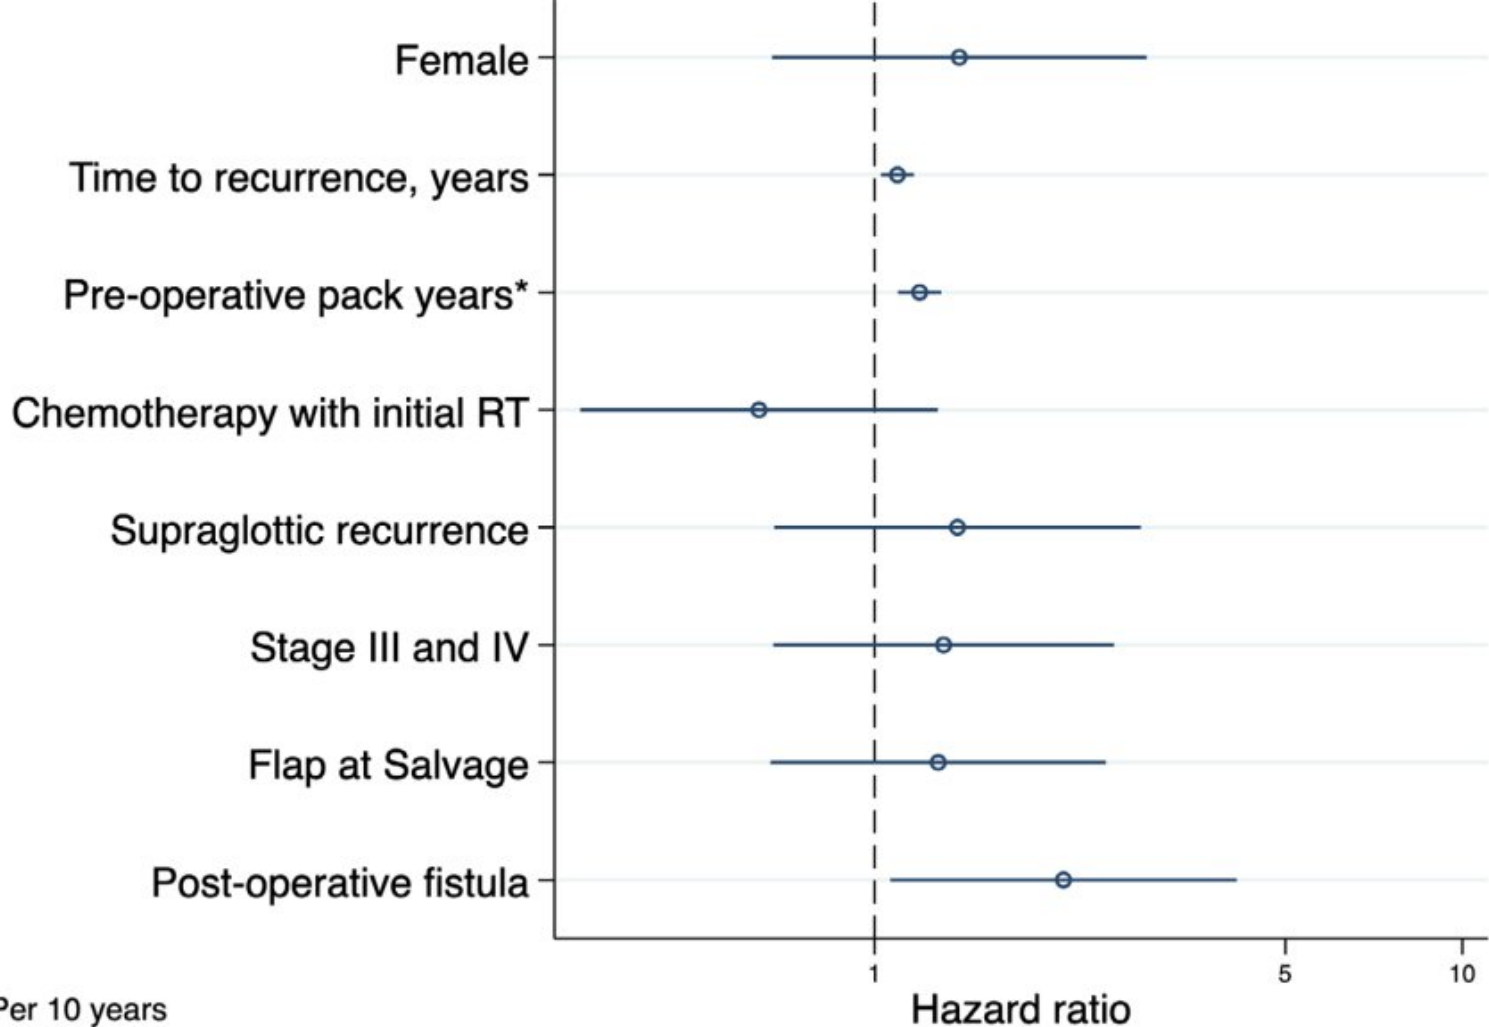 Female
Time to recurrence, years
Pre-operative pack years*
Chemotherapy with initial RT
Supraglottic recurrence
Stage III and IV
Flap at Salvage
Post-operative fistula
1 5 10
Hazard ratio
Per 10 years